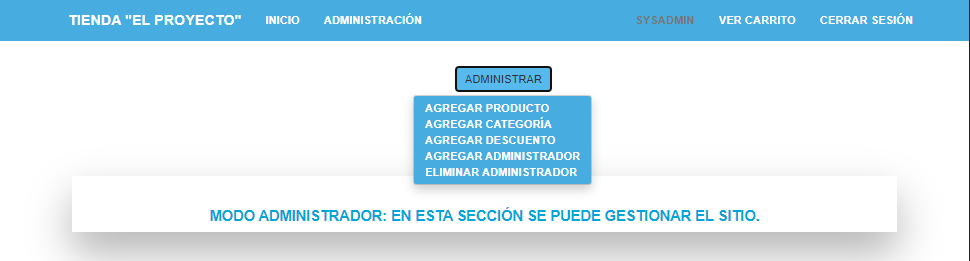 TIENDA "EL PROYECTO" INICIO ADMINISTRACIÓN SYSADMIN VER CARRITO CERRAR SESIÓN
ADMINISTRAR
AGREGAR PRODUCTO
AGREGAR CATEGORÍA
AGREGAR DESCUENTO
AGREGAR ADMINISTRADOR
ELIMINAR ADMINISTRADOR
MODO ADMINISTRADOR: EN ESTA SECCIÓN SE PUEDE GESTIONAR EL SITIO.